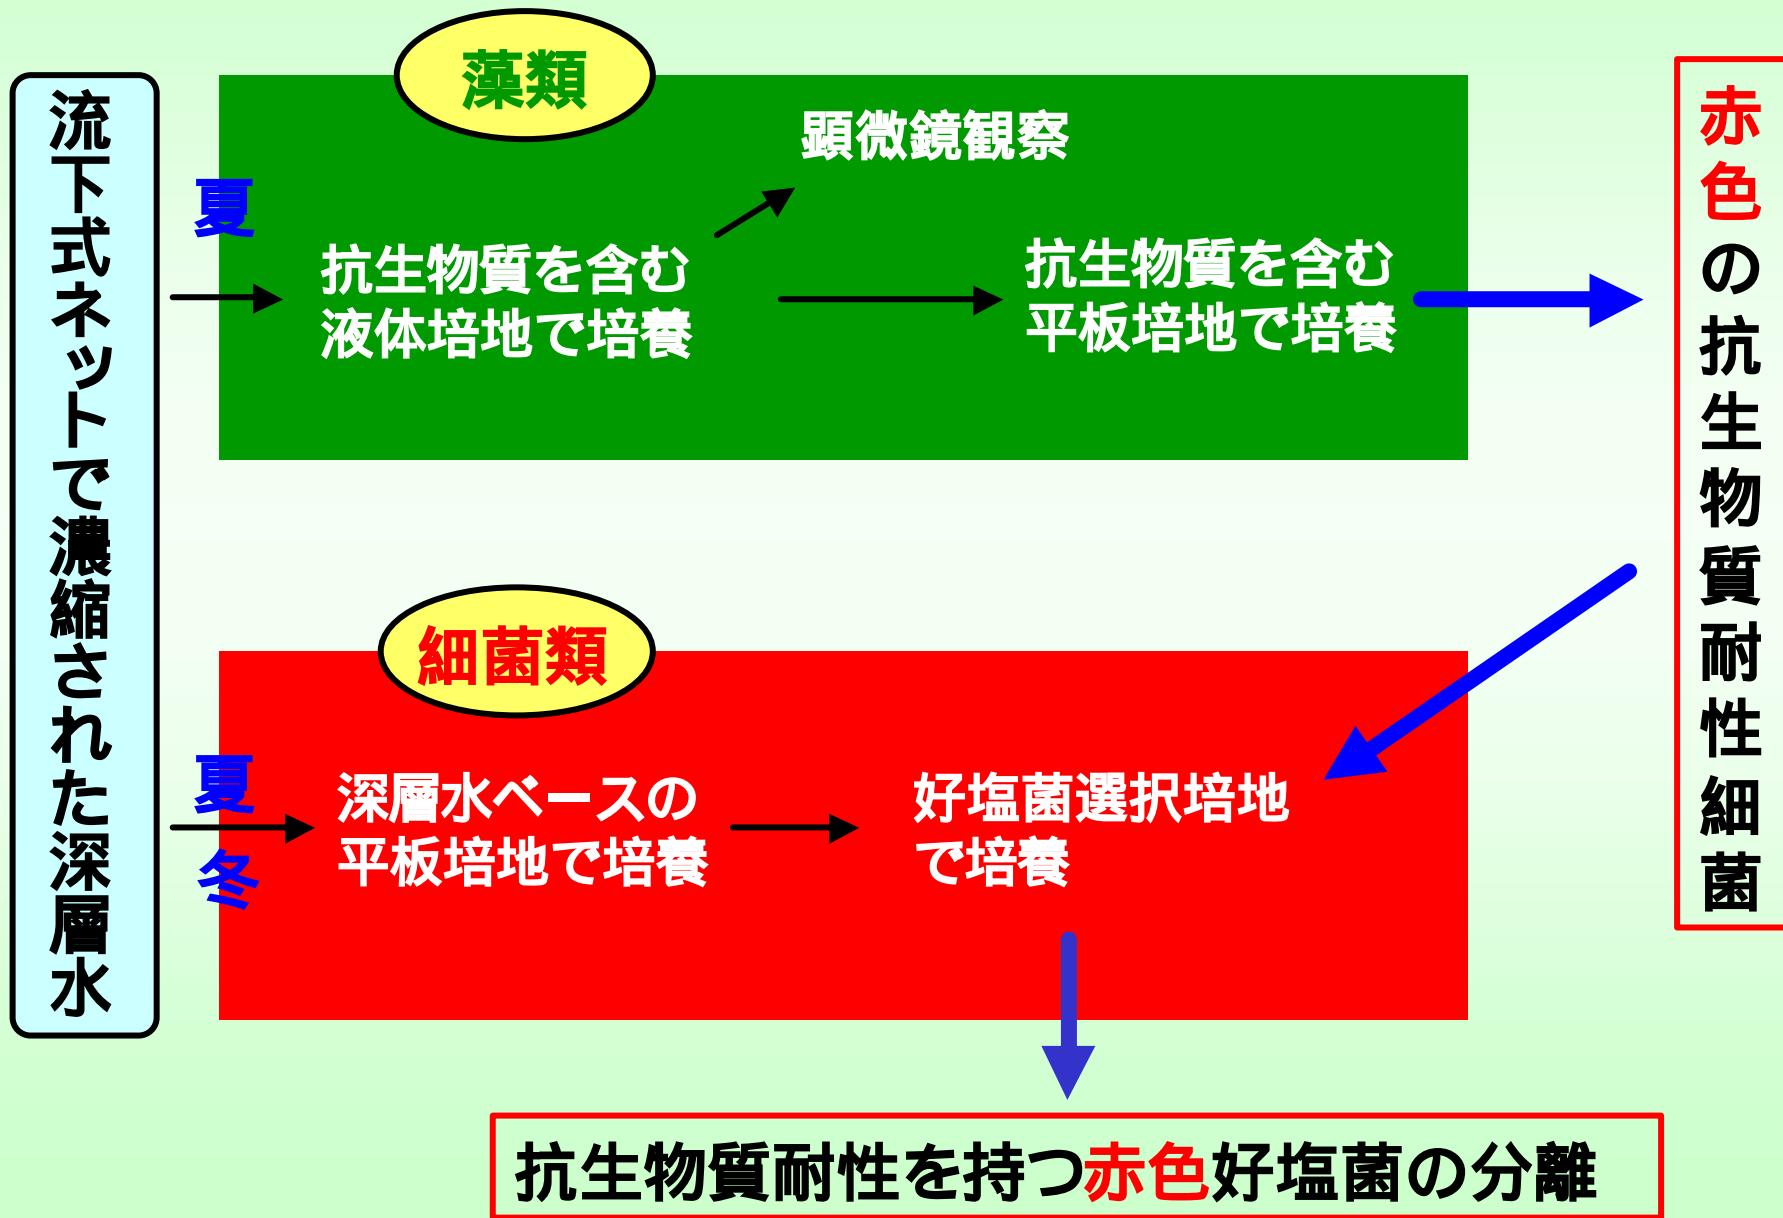 流下式ネットで濃縮された深層水
藻類
夏
顕微鏡観察
抗生物質を含む
液体培地で培養
抗生物質を含む
平板培地で培養
赤色の抗生物質耐性細菌
細菌類
夏
冬
深層水ベースの
平板培地で培養
好塩菌選択培地
で培養
抗生物質耐性を持つ赤色好塩菌の分離